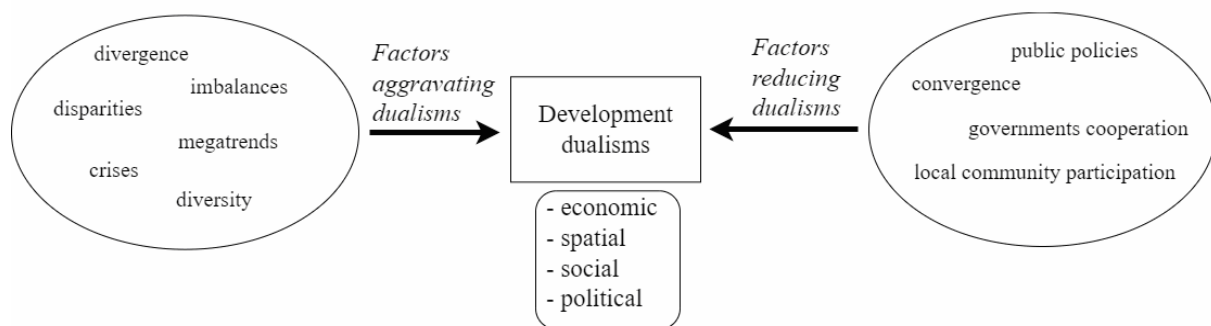 divergence
imbalances
disparities
megatrends
crises
diversity
Factors
aggravating
dualisms
Development
dualisms
- economic
- spatial
- social
- political
Factors
reducing
dualisms
public policies
convergence
governments cooperation
local community participation